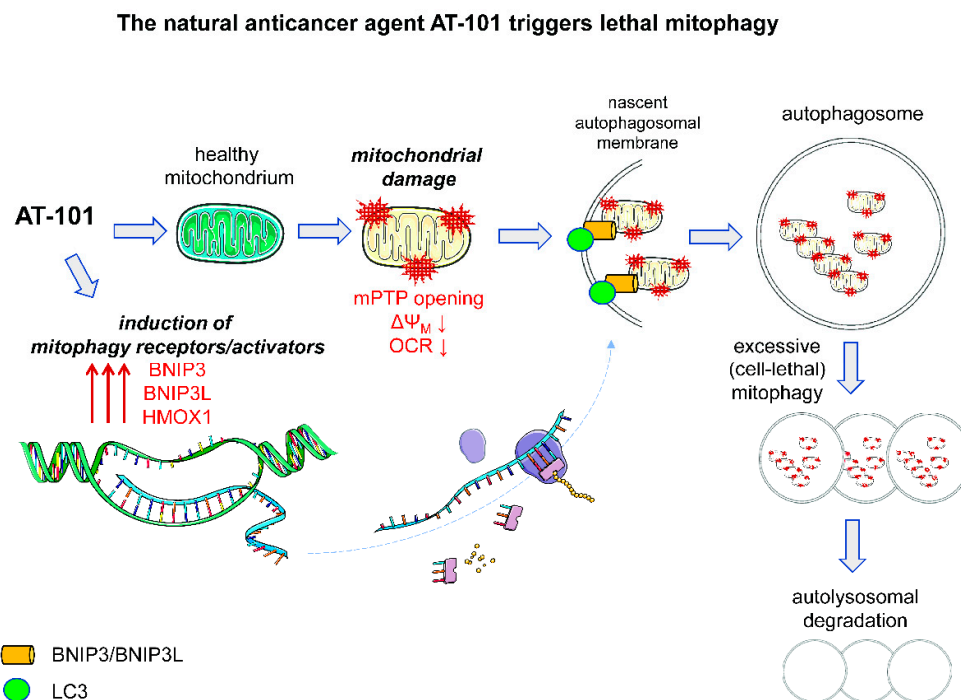 The natural anticancer agent AT-101 triggers lethal mitophagy
AT-101
healthy
mitochondrium
mitochondrial
damage
mPTP opening
ΔΨM ↓
OCR ↓
nascent
autophagosomal
membrane
autophagosome
induction of
mitophagy receptors/activators
BNIP3
BNIP3L
HMOX1
excessive
(cell-lethal)
mitophagy
autolysosomal
degradation
BNIP3/BNIP3L
LC3